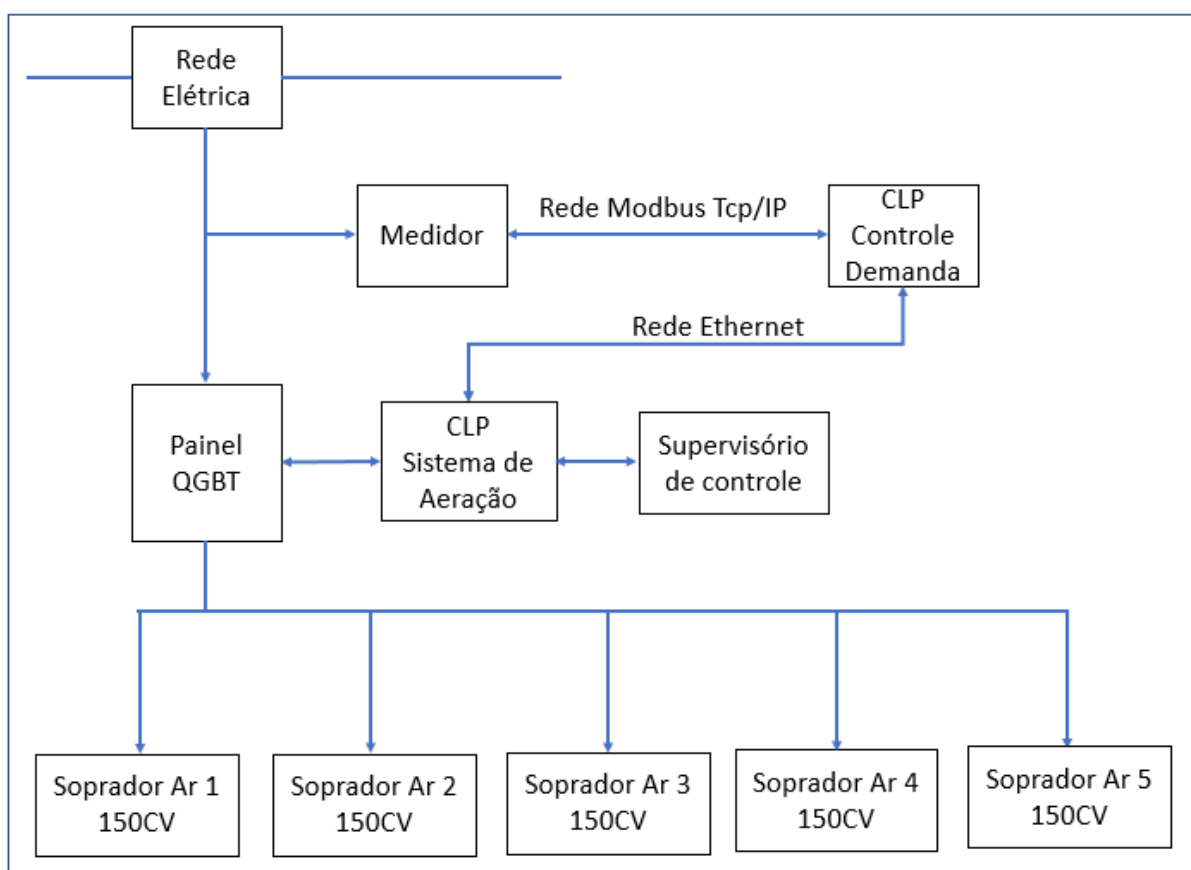 Rede
Elétrica
Medidor
Rede Modbus Tcp/IP
CLP
Controle
Demanda
Rede Ethernet
Painel
QGBT
CLP
Sistema de
Aeração
Supervisório
de controle
Soprador Ar 1
150CV
Soprador Ar 2
150CV
Soprador Ar 3
150CV
Soprador Ar 4
150CV
Soprador Ar 5
150CV